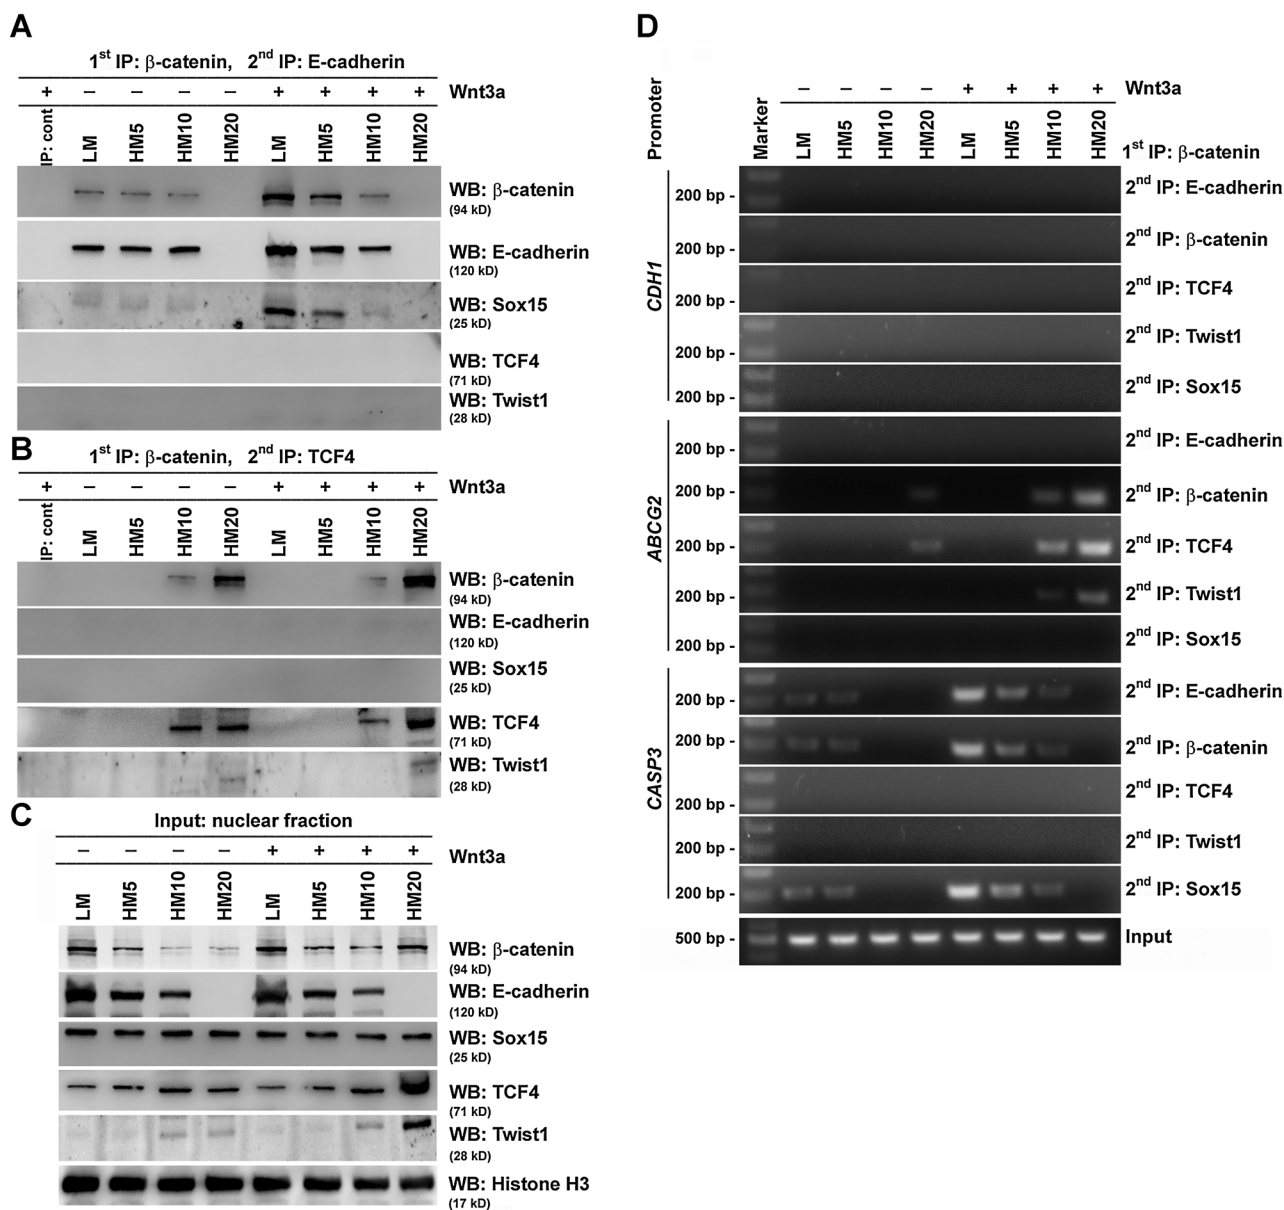 A
1st IP: β-catenin, 2nd IP: E-cadherin
+ – – – – + + + + Wnt3a
IP: cont LM HM5 HM10 HM20 LM HM5 HM10 HM20
WB: β-catenin
(94 kD)
WB: E-cadherin
(120 kD)
WB: Sox15
(25 kD)
WB: TCF4
(71 kD)
WB: Twist1
(28 kD)
B
1st IP: β-catenin, 2nd IP: TCF4
+ – – – – + + + + Wnt3a
IP: cont LM HM5 HM10 HM20 LM HM5 HM10 HM20
WB: β-catenin
(94 kD)
WB: E-cadherin
(120 kD)
WB: Sox15
(25 kD)
WB: TCF4
(71 kD)
WB: Twist1
(28 kD)
C
Input: nuclear fraction
– – – – + + + + Wnt3a
LM HM5 HM10 HM20 LM HM5 HM10 HM20
WB: β-catenin
(94 kD)
WB: E-cadherin
(120 kD)
WB: Sox15
(25 kD)
WB: TCF4
(71 kD)
WB: Twist1
(28 kD)
WB: Histone H3
(17 kD)
D
– – – – + + + + Wnt3a
Promoter Marker LM HM5 HM10 HM20 LM HM5 HM10 HM20 1st IP: β-catenin
CDH1
200 bp - 2nd IP: E-cadherin
200 bp - 2nd IP: β-catenin
200 bp - 2nd IP: TCF4
200 bp - 2nd IP: Twist1
200 bp - 2nd IP: Sox15
ABCG2
200 bp - 2nd IP: E-cadherin
200 bp - 2nd IP: β-catenin
200 bp - 2nd IP: TCF4
200 bp - 2nd IP: Twist1
200 bp - 2nd IP: Sox15
CASP3
200 bp - 2nd IP: E-cadherin
200 bp - 2nd IP: β-catenin
200 bp - 2nd IP: TCF4
200 bp - 2nd IP: Twist1
200 bp - 2nd IP: Sox15
500 bp - Input